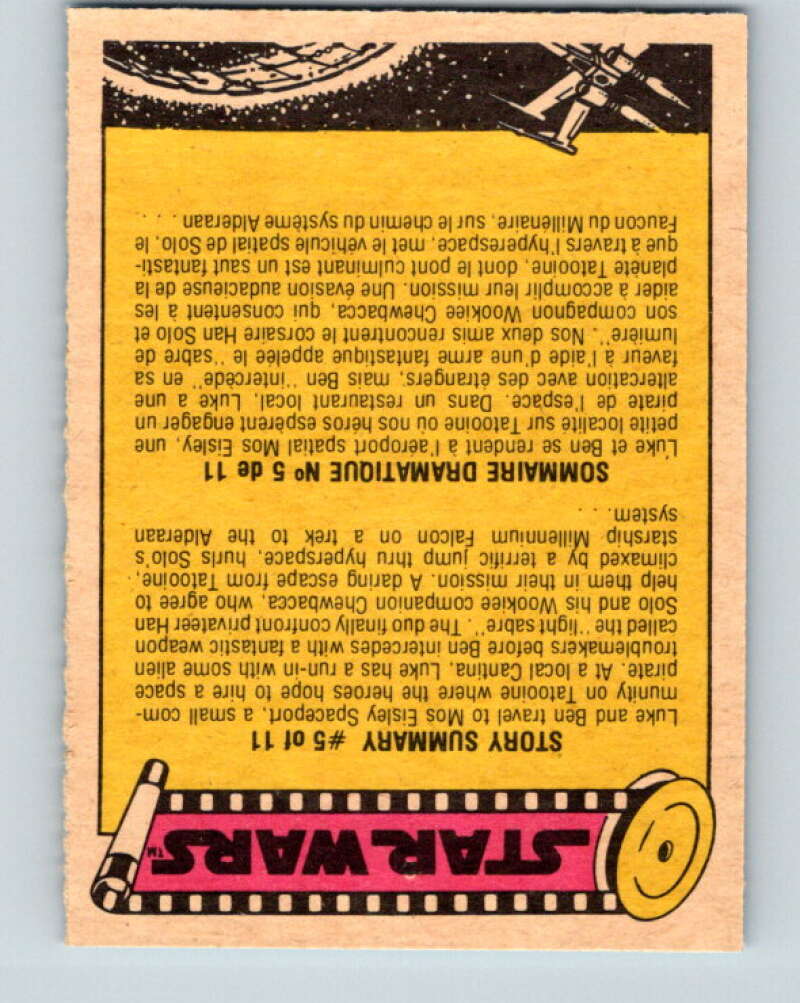 STAR WARS™
STORY SUMMARY #5 of 11
Luke and Ben travel to Mos Eisley Spaceport, a small com-
munity on Tatooine where the heroes hope to hire a space
pirate. At a local Cantina, Luke has a run-in with some alien
troublemakers before Ben intercedes with a fantastic weapon
called the "light sabre". The duo finally confront privateer Han
Solo and his Wookiee companion Chewbacca, who agree to
help them in their mission. A daring escape from Tatooine,
climaxed by a terrific jump thru hyperspace, hurls Solo's
starship Millennium Falcon on a trek to the Alderaan
system. . . .
SOMMAIRE DRAMATIQUE Nº 5 de 11
Luke et Ben se rendent à l'aéroport spatial Mos Eisley, une
petite localité sur Tatooine où nos héros espèrent engager un
pirate de l'espace. Dans un restaurant local, Luke a une
altercation avec des étrangers, mais Ben "intercède" en sa
faveur à l'aide d'une arme fantastique appelée le "sabre de
lumière". Nos deux amis rencontrent le corsaire Han Solo et
son compagnon Wookiee Chewbacca, qui consentent à les
aider à accomplir leur mission. Une évasion audacieuse de la
planète Tatooine, dont le pont culminant est un saut fantasti-
que à travers l'hyperespace, met le véhicule spatial de Solo, le
Faucon du Millénaire, sur le chemin du système Alderaan . . . .